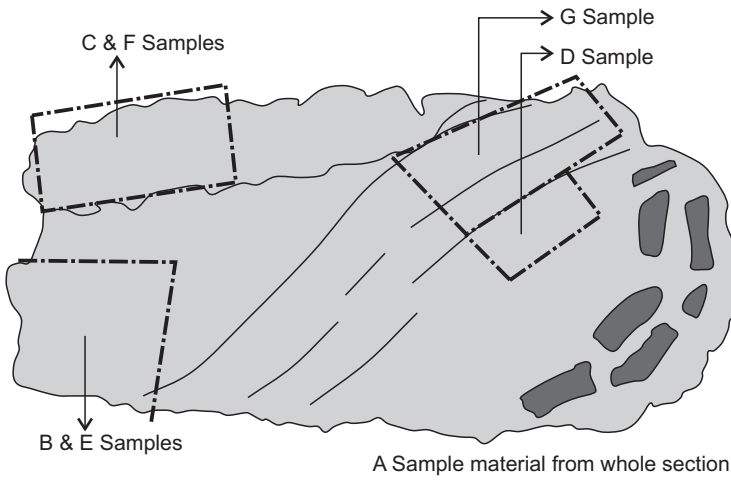 G Sample
C & F Samples
D Sample
B & E Samples
A Sample material from whole section